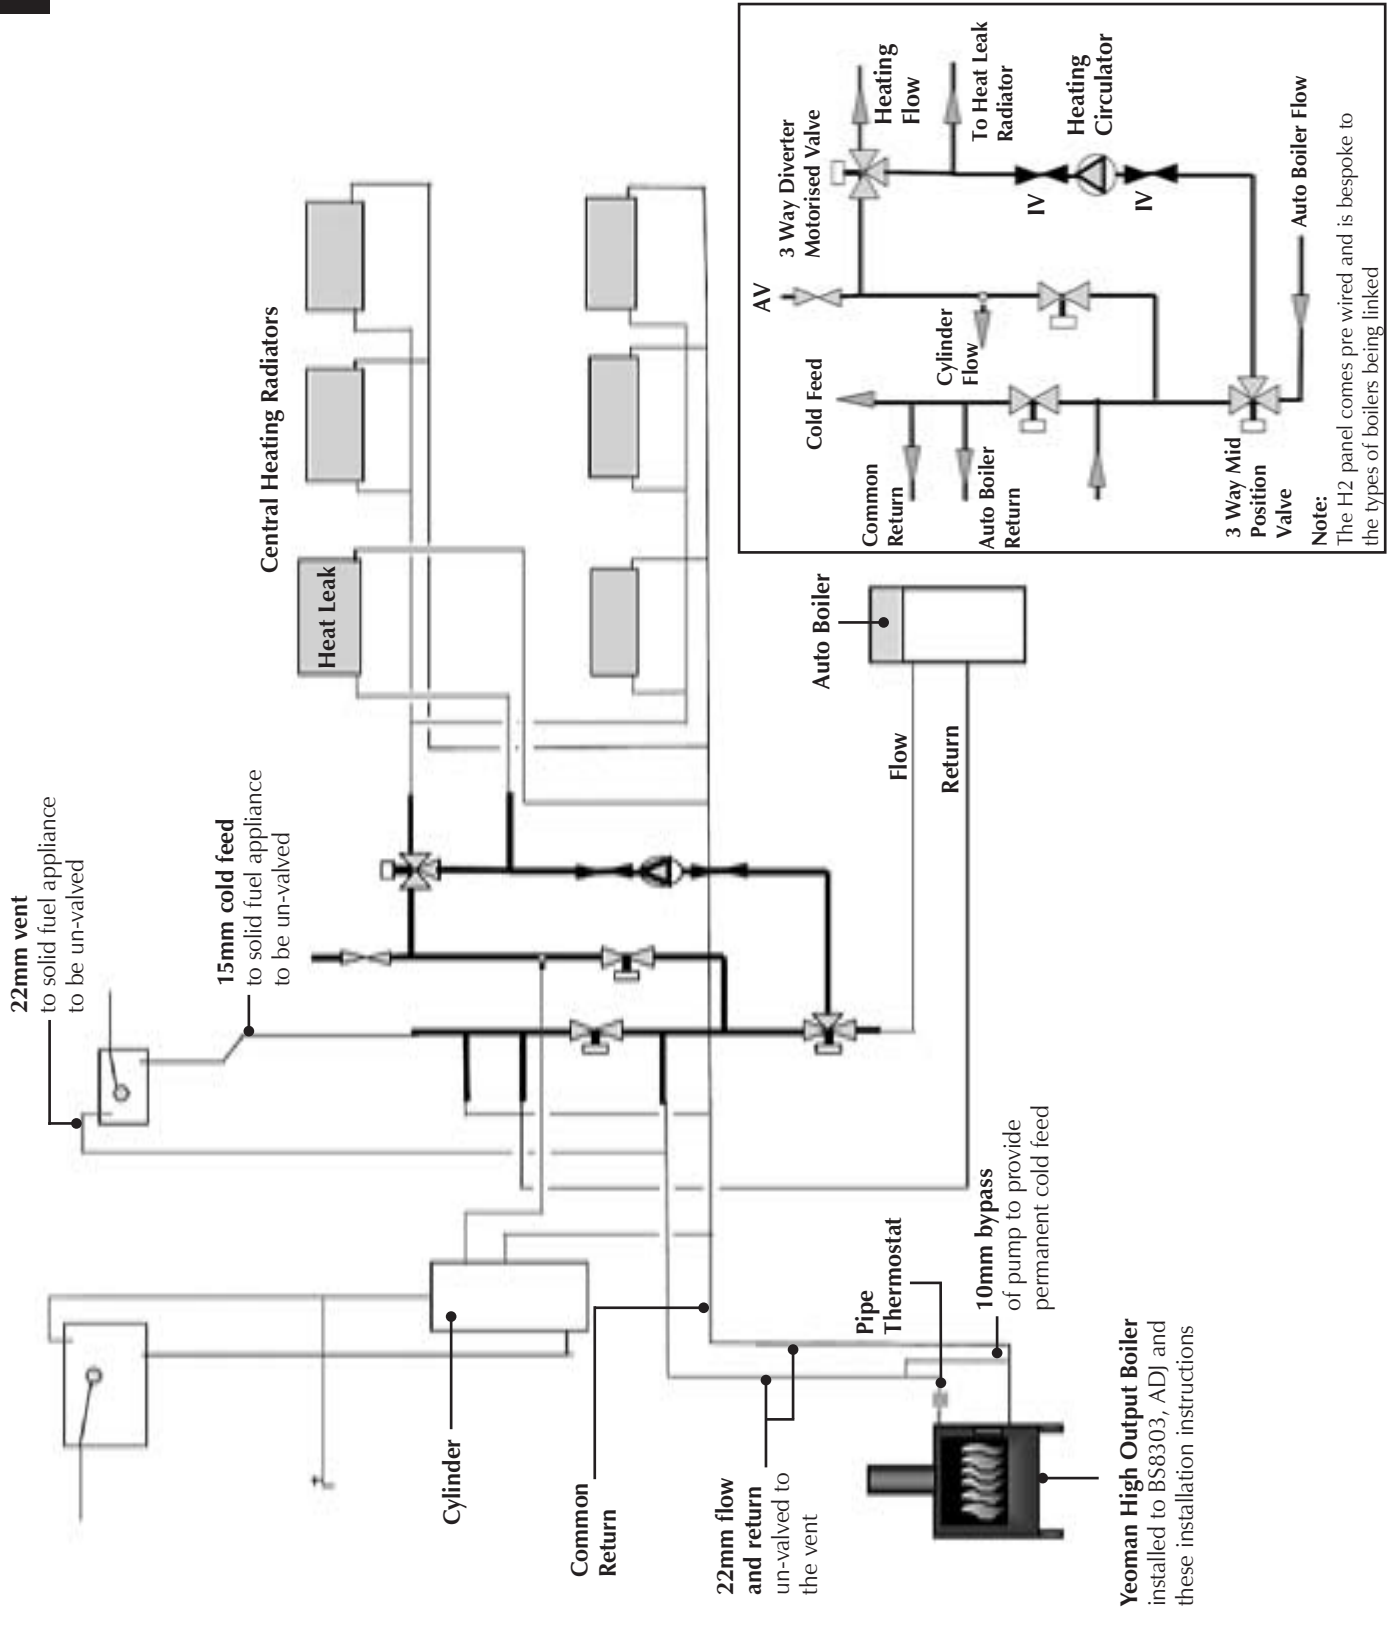 22mm vent
to solid fuel appliance
to be un-valved
15mm cold feed
to solid fuel appliance
to be un-valved
Central Heating Radiators
Heat Leak
Cylinder
Common
Return
22mm flow
and return
un-valved to
the vent
Pipe
Thermostat
10mm bypass
of pump to provide
permanent cold feed
Yeoman High Output Boiler
installed to BS8303, ADJ and
these installation instructions
Flow
Return
Auto Boiler
AV
3 Way Diverter
Motorised Valve
Heating
Flow
To Heat Leak
Radiator
Heating
Circulator
IV
IV
Cold Feed
Cylinder
Flow
Common
Return
Auto Boiler
Return
Auto Boiler Flow
3 Way Mid
Position
Valve
Note:
The H2 panel comes pre wired and is bespoke to
the types of boilers being linked